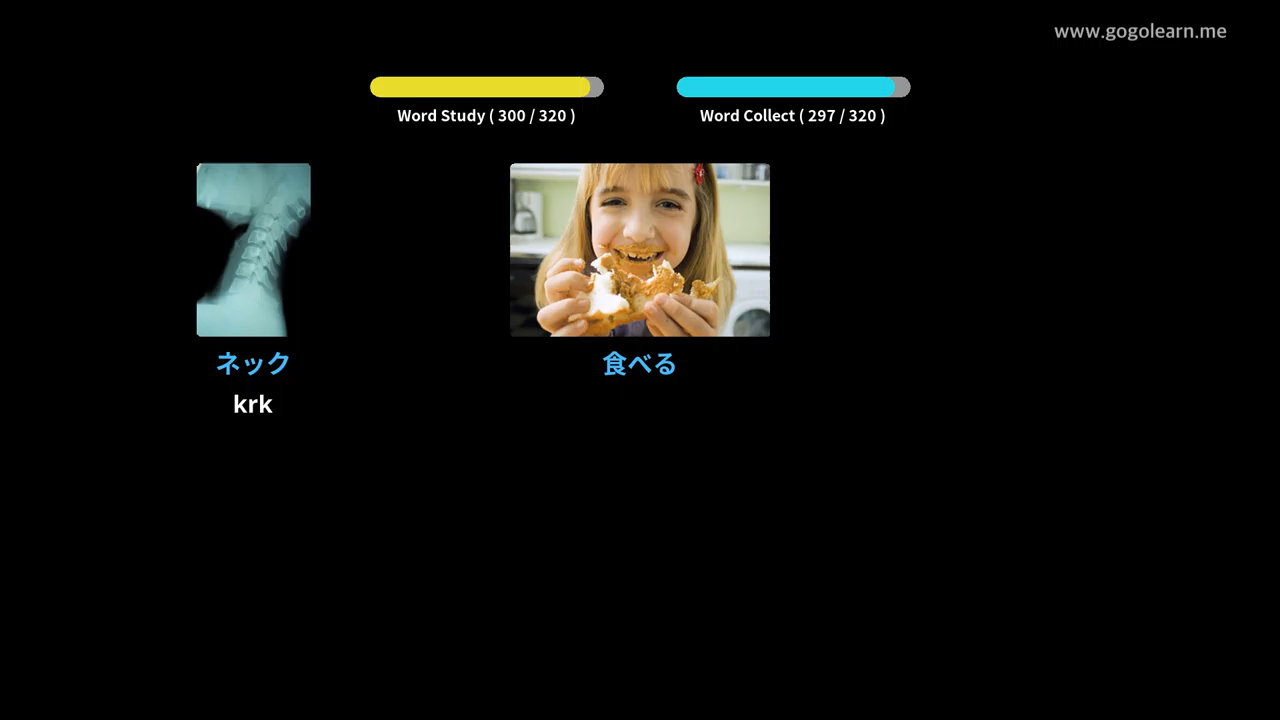 www.gogolearn.me
Word Study ( 300 / 320 )
Word Collect ( 297 / 320 )
ネック
食べる
krk